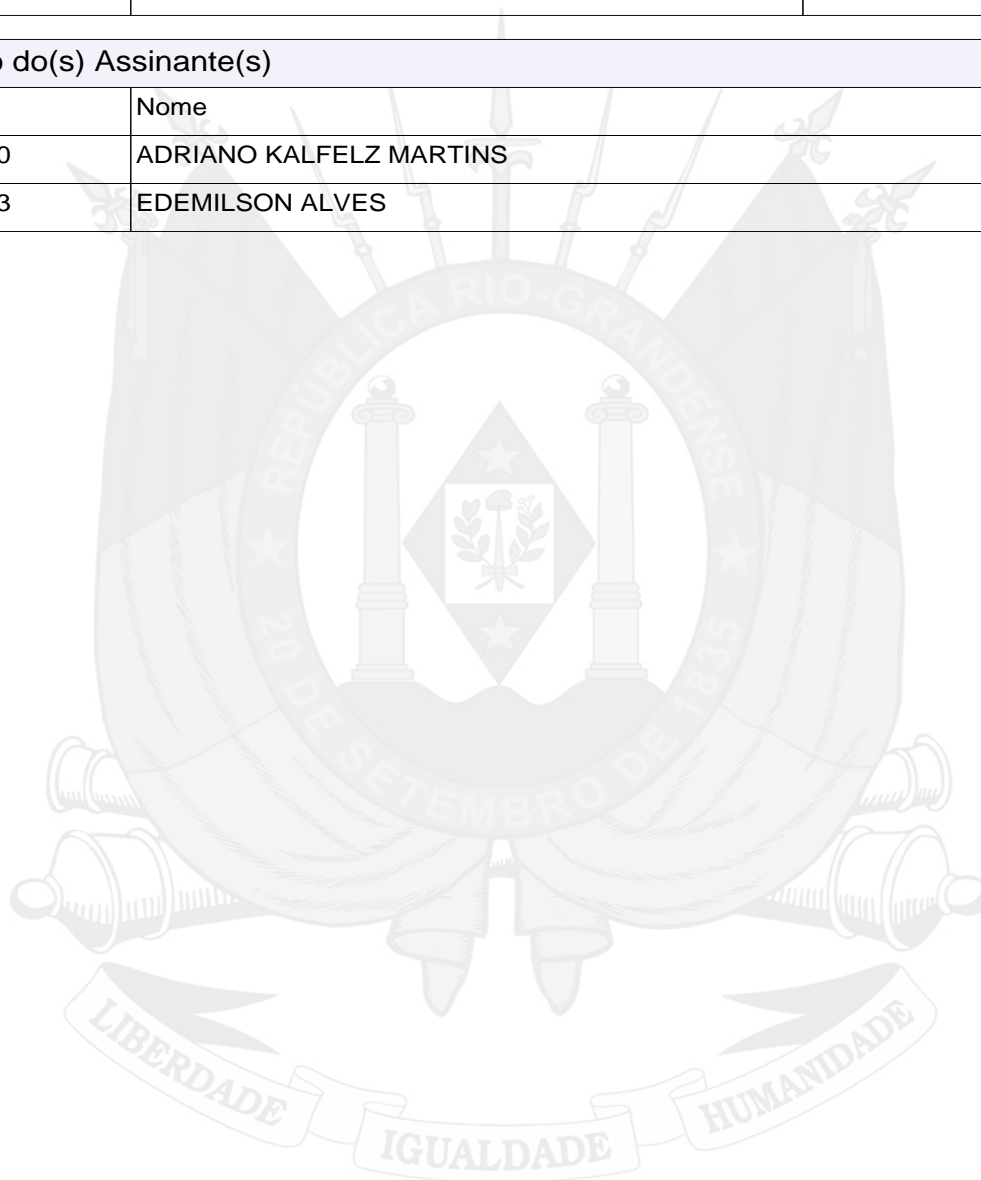 o do(s) Assinante(s)
Nome
0 ADRIANO KALFELZ MARTINS
3 EDEMILSON ALVES
REPÚBLICA RIO-GRANDENSE
★ 20 DE SETEMBRO DE 1835 ★
LIBERDADE IGUALDADE HUMANIDADE